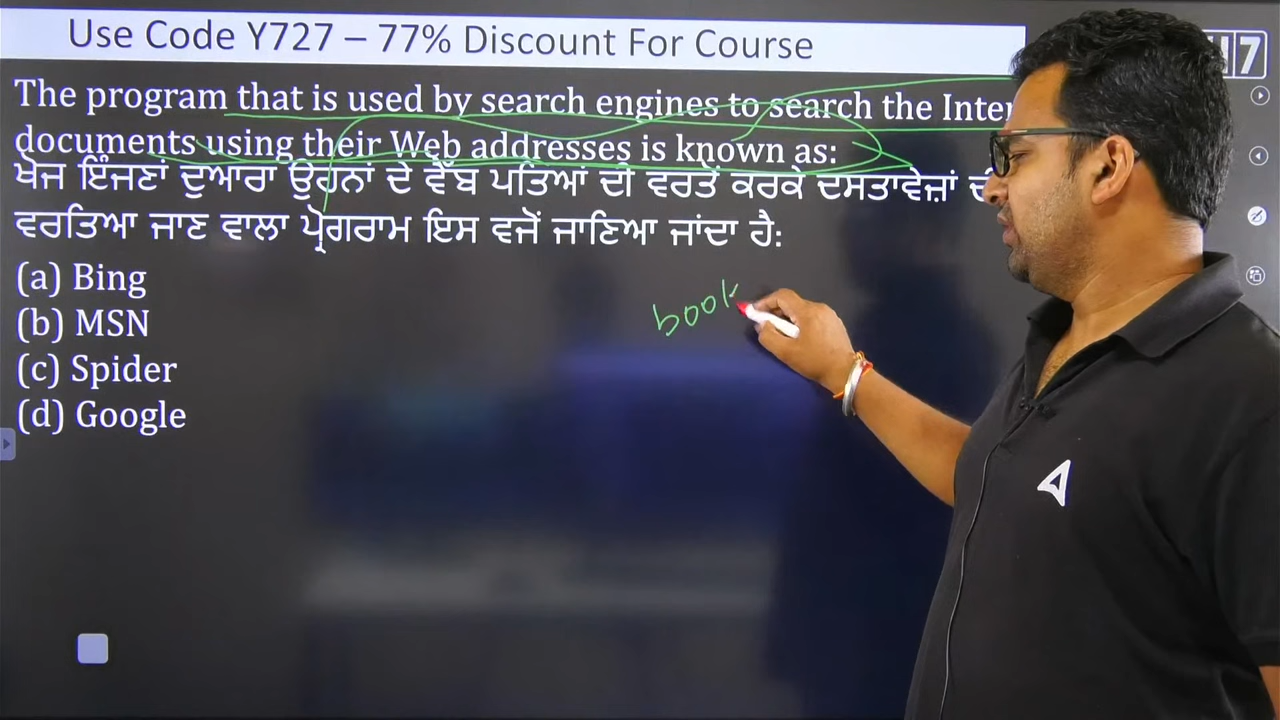 Use Code Y727 – 77% Discount For Course
7
The program that is used by search engines to search the Inter
documents using their Web addresses is known as:
ਖੋਜ ਇੰਜਣਾਂ ਦੁਆਰਾ ਉਹਨਾਂ ਦੇ ਵੈੱਬ ਪਤਿਆਂ ਦੀ ਵਰਤੋਂ ਕਰਕੇ ਦਸਤਾਵੇਜ਼ਾਂ ਦੀ
ਵਰਤਿਆ ਜਾਣ ਵਾਲਾ ਪ੍ਰੋਗਰਾਮ ਇਸ ਵਜੋਂ ਜਾਣਿਆ ਜਾਂਦਾ ਹੈ:
(a) Bing
(b) MSN
(c) Spider
(d) Google
book